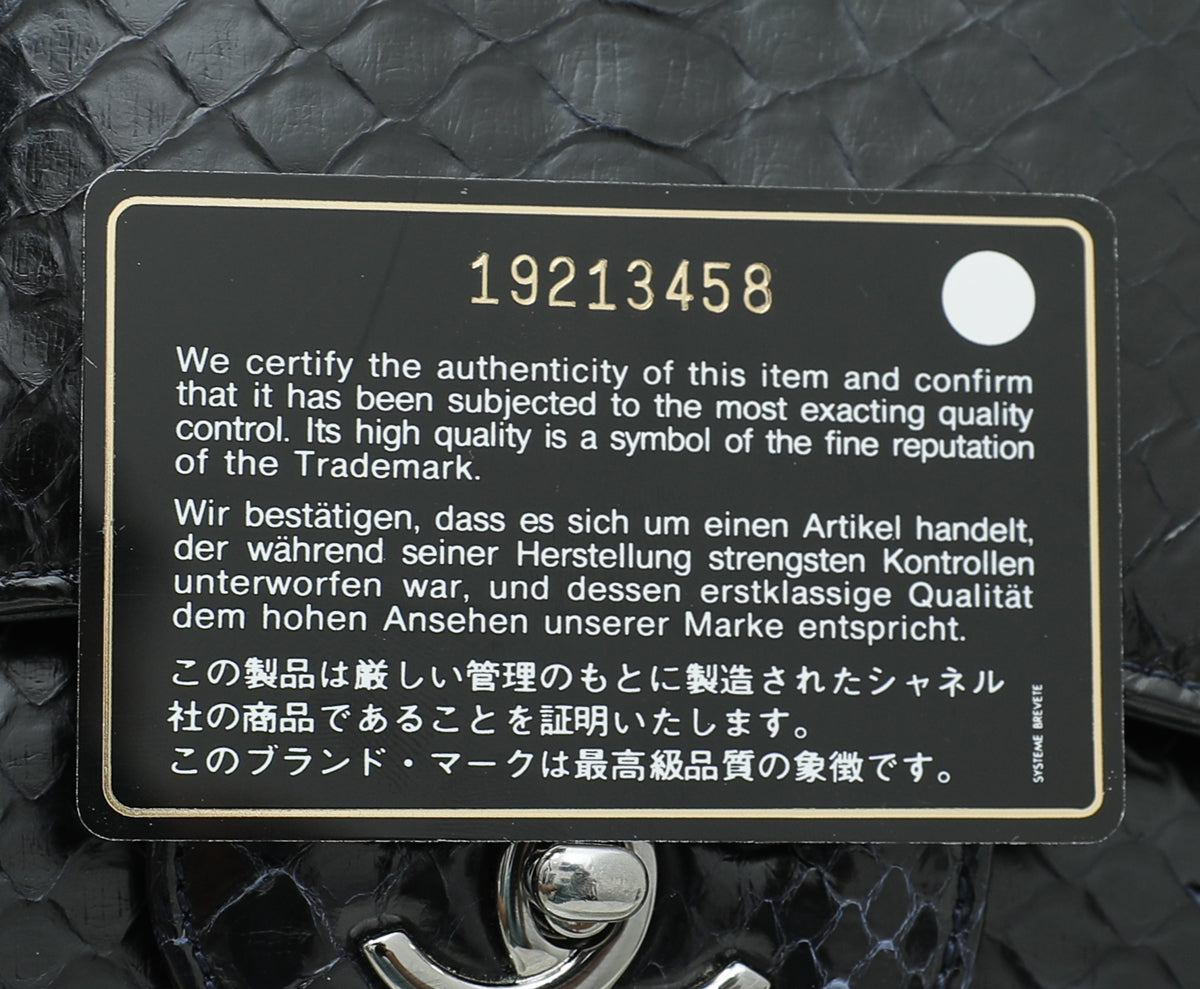 19213458
We certify the authenticity of this item and confirm
that it has been subjected to the most exacting quality
control. Its high quality is a symbol of the fine reputation
of the Trademark.
Wir bestätigen, dass es sich um einen Artikel handelt,
der während seiner Herstellung strengsten Kontrollen
unterworfen war, und dessen erstklassige Qualität
dem hohen Ansehen unserer Marke entspricht.
この製品は厳しい管理のもとに製造されたシャネル
社の商品であることを証明いたします。
このブランド・マークは最高級品質の象徴です。
SYSTEME BREVETE